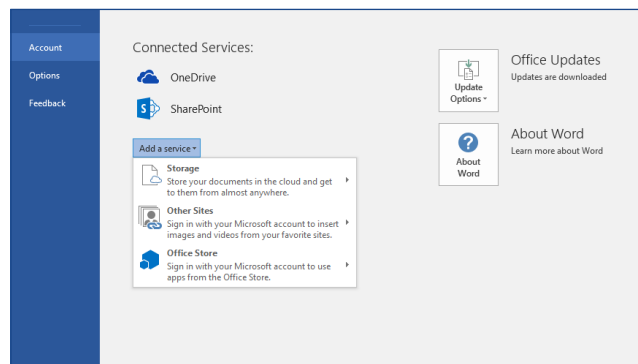 Account
Options
Feedback
Connected Services:
OneDrive
S
SharePoint
Add a service
Storage
Store your documents in the cloud and get
to them from almost anywhere.
Other Sites
Sign in with your Microsoft account to insert
images and videos from your favorite sites.
Office Store
Sign in with your Microsoft account to use
apps from the Office Store.
Update
Options
Office Updates
Updates are downloaded
?
About
Word
About Word
Learn more about Word